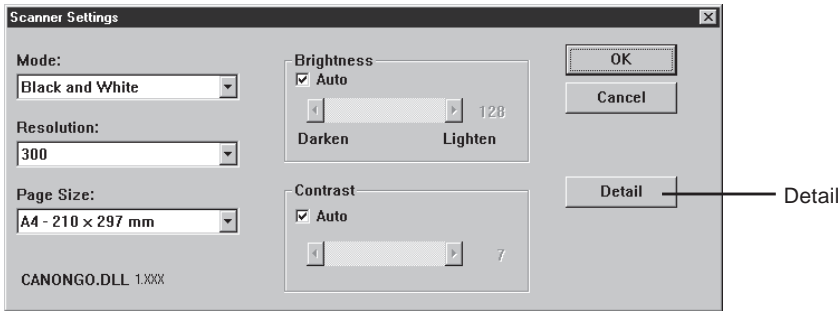 Scanner Settings
Mode:
Black and White
Resolution:
300
Page Size:
A4 - 210 x 297 mm
CANONGO.DLL 1.XXX
Brightness
Auto
128
Darken Lighten
Contrast
Auto
7
OK
Cancel
Detail
Detail